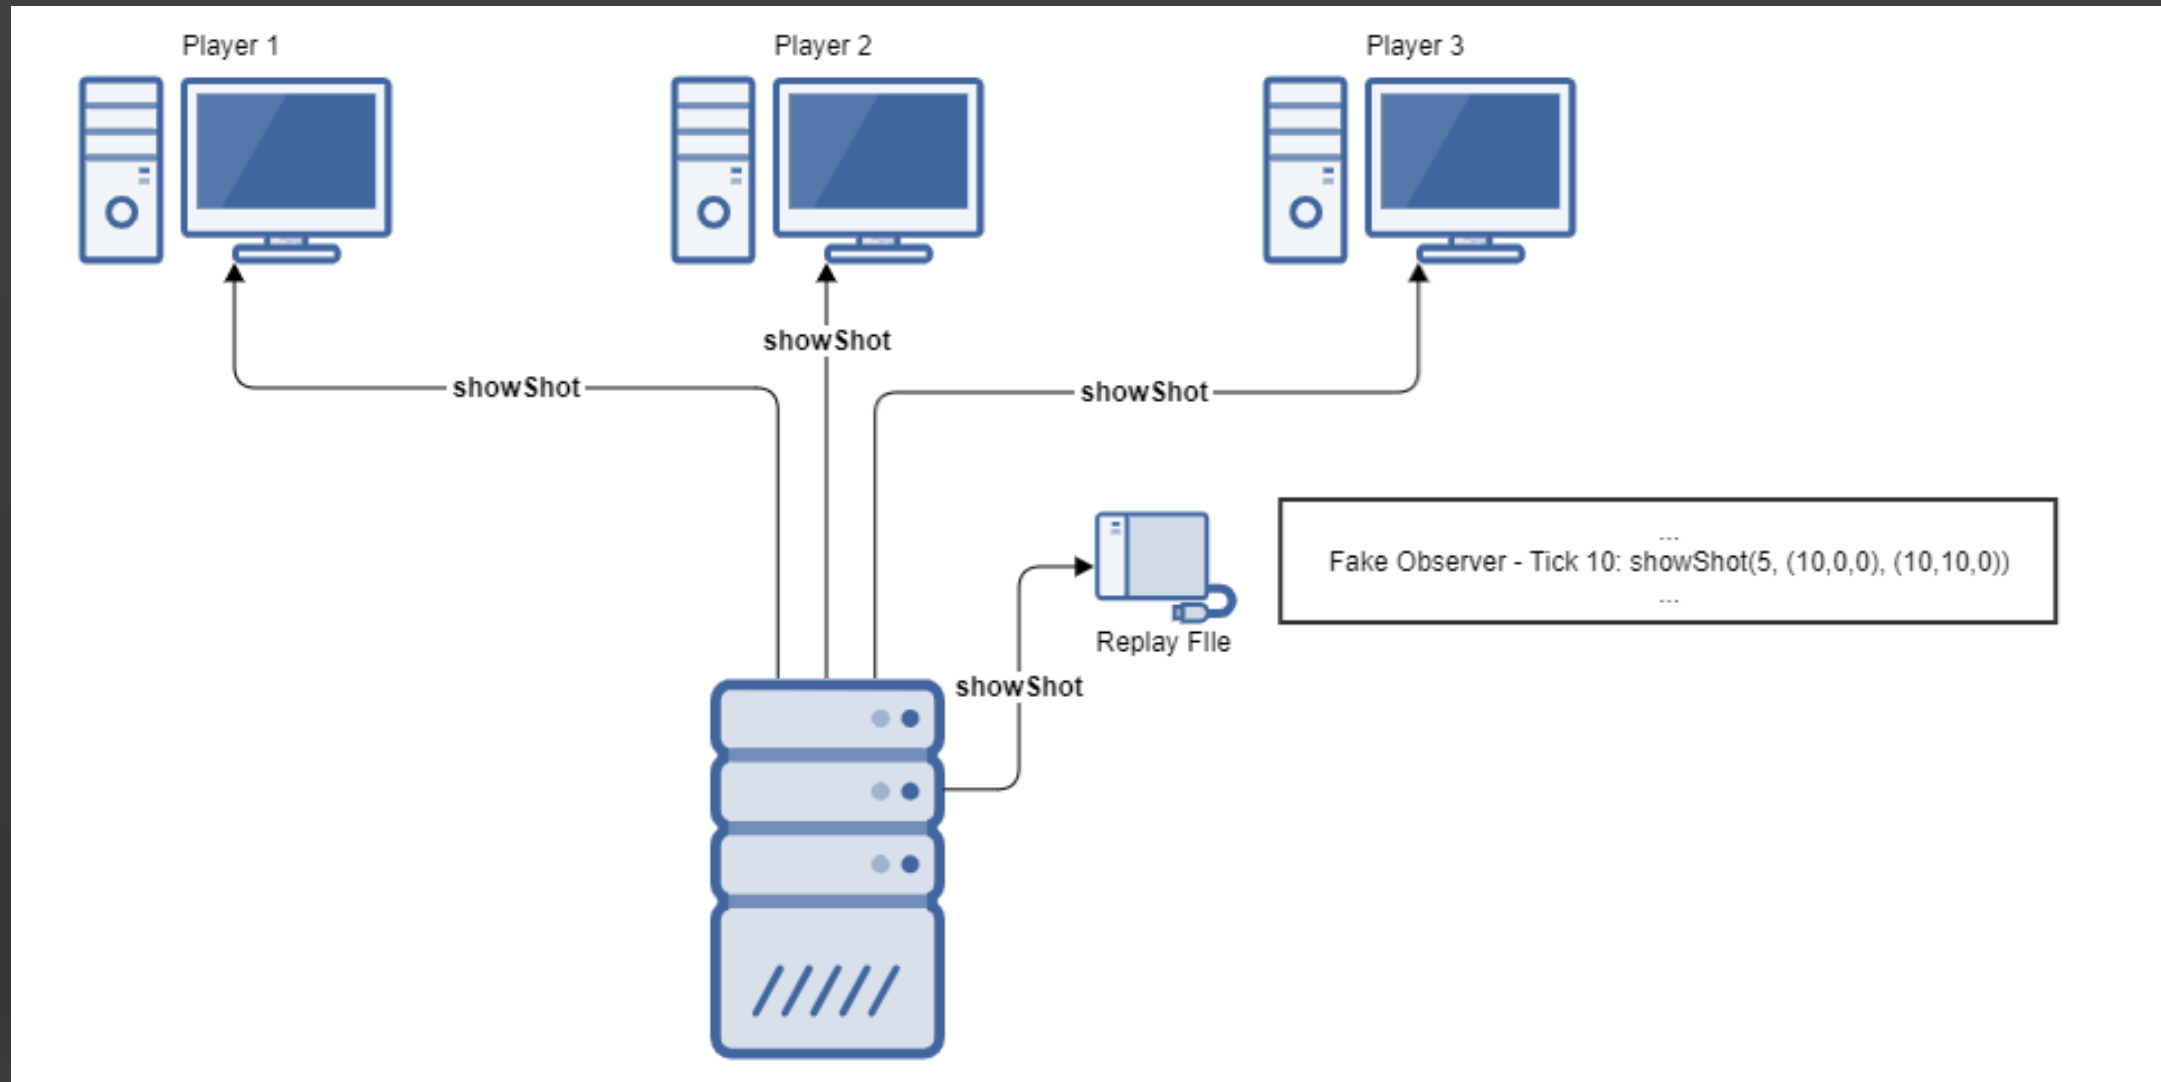 Player 1
Player 2
Player 3
showShot
showShot
showShot
...
Fake Observer - Tick 10: showShot(5, (10,0,0), (10,10,0))
...
Replay FIle
showShot